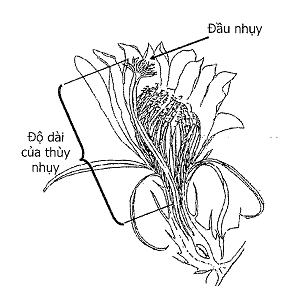 Đầu nhụy
Độ dài
của thùy
nhụy